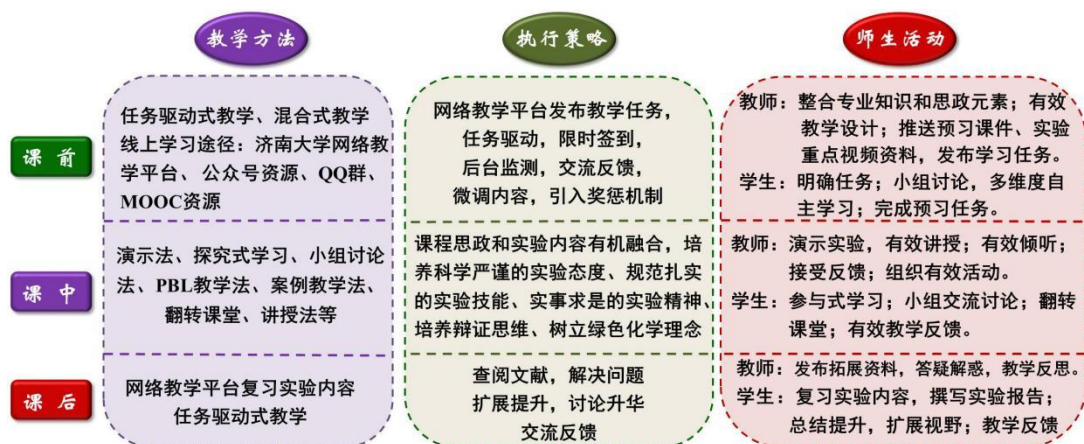 教学方法
执行策略
师生活动
课前
任务驱动式教学、混合式教学
线上学习途径：济南大学网络教
学平台、公众号资源、QQ群、
MOOC资源
网络教学平台发布教学任务，
任务驱动，限时签到，
后台监测，交流反馈，
微调内容，引入奖惩机制
教师：整合专业知识和思政元素；有效
教学设计；推送预习课件、实验
重点视频资料，发布学习任务。
学生：明确任务；小组讨论，多维度自
主学习；完成预习任务。
课中
演示法、探究式学习、小组讨论
法、PBL教学法、案例教学法、
翻转课堂、讲授法等
课程思政和实验内容有机融合，培
养科学严谨的实验态度、规范扎实
的实验技能、实事求是的实验精神、
培养辩证思维、树立绿色化学理念
教师：演示实验，有效讲授；有效倾听；
接受反馈；组织有效活动。
学生：参与式学习；小组交流讨论；翻转
课堂；有效教学反馈。
课后
网络教学平台复习实验内容
任务驱动式教学
查阅文献，解决问题
扩展提升，讨论升华
交流反馈
教师：发布拓展资料，答疑解惑，教学反思。
学生：复习实验内容，撰写实验报告；
总结提升，扩展视野；教学反馈